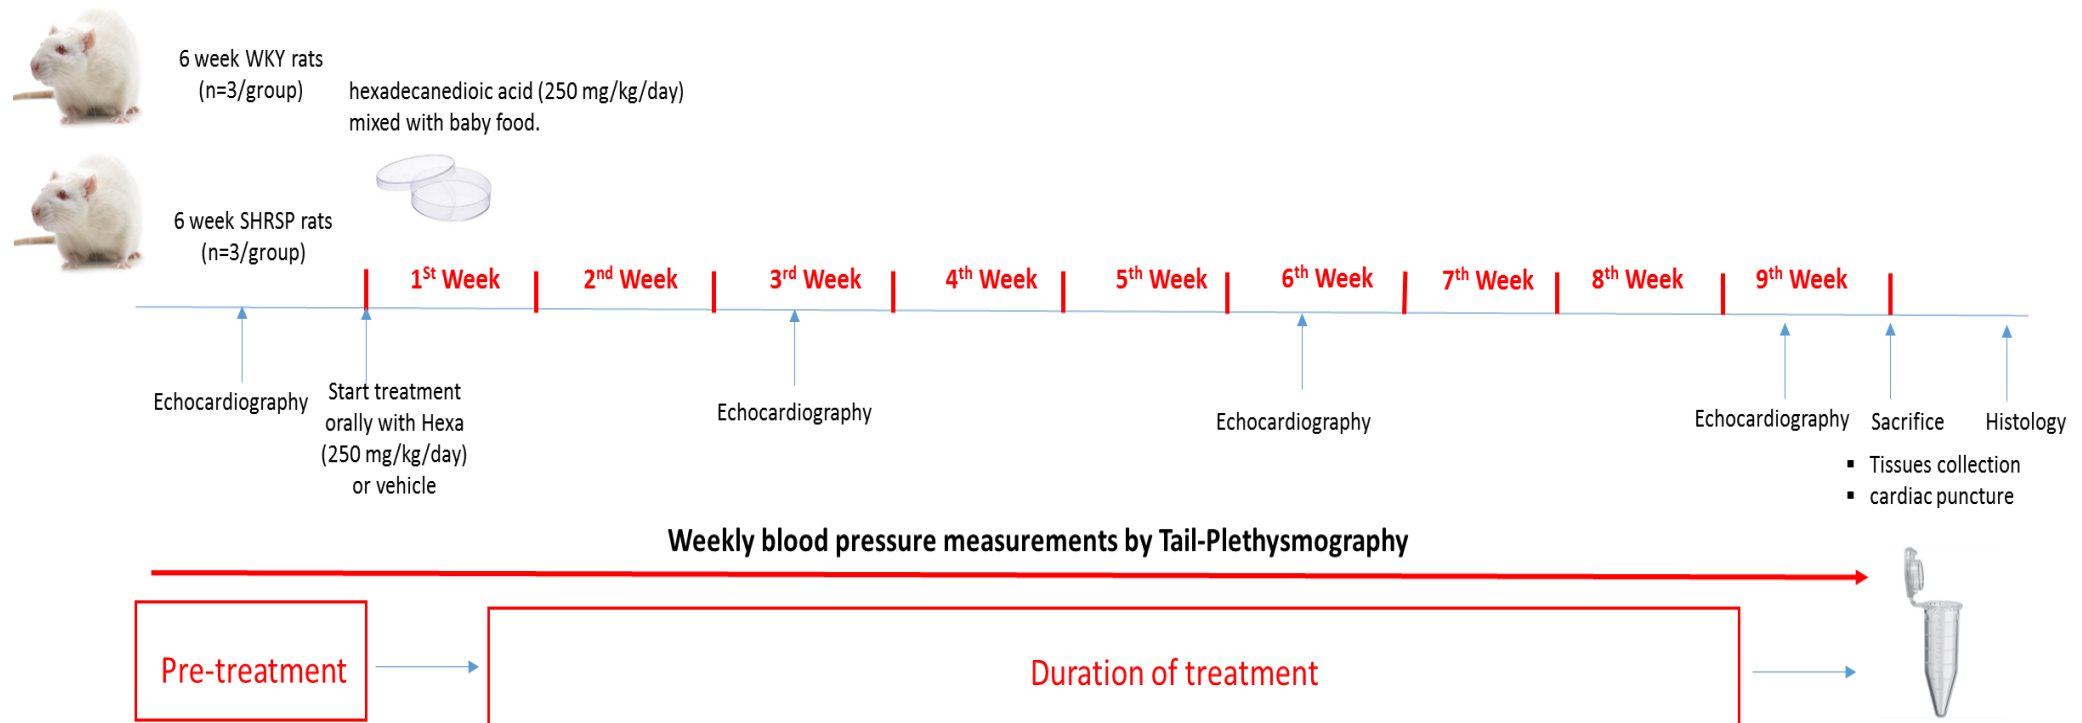 6 week WKY rats
(n=3/group)
hexadecanedioic acid (250 mg/kg/day)
mixed with baby food.
6 week SHRSP rats
(n=3/group)
1St Week
2nd Week
3rd Week
4th Week
5th Week
6th Week
7th Week
8th Week
9th Week
Echocardiography
Start treatment
orally with Hexa
(250 mg/kg/day)
or vehicle
Echocardiography
Echocardiography
Echocardiography
Sacrifice
Histology
▪ Tissues collection
▪ cardiac puncture
Weekly blood pressure measurements by Tail-Plethysmography
Pre-treatment
Duration of treatment